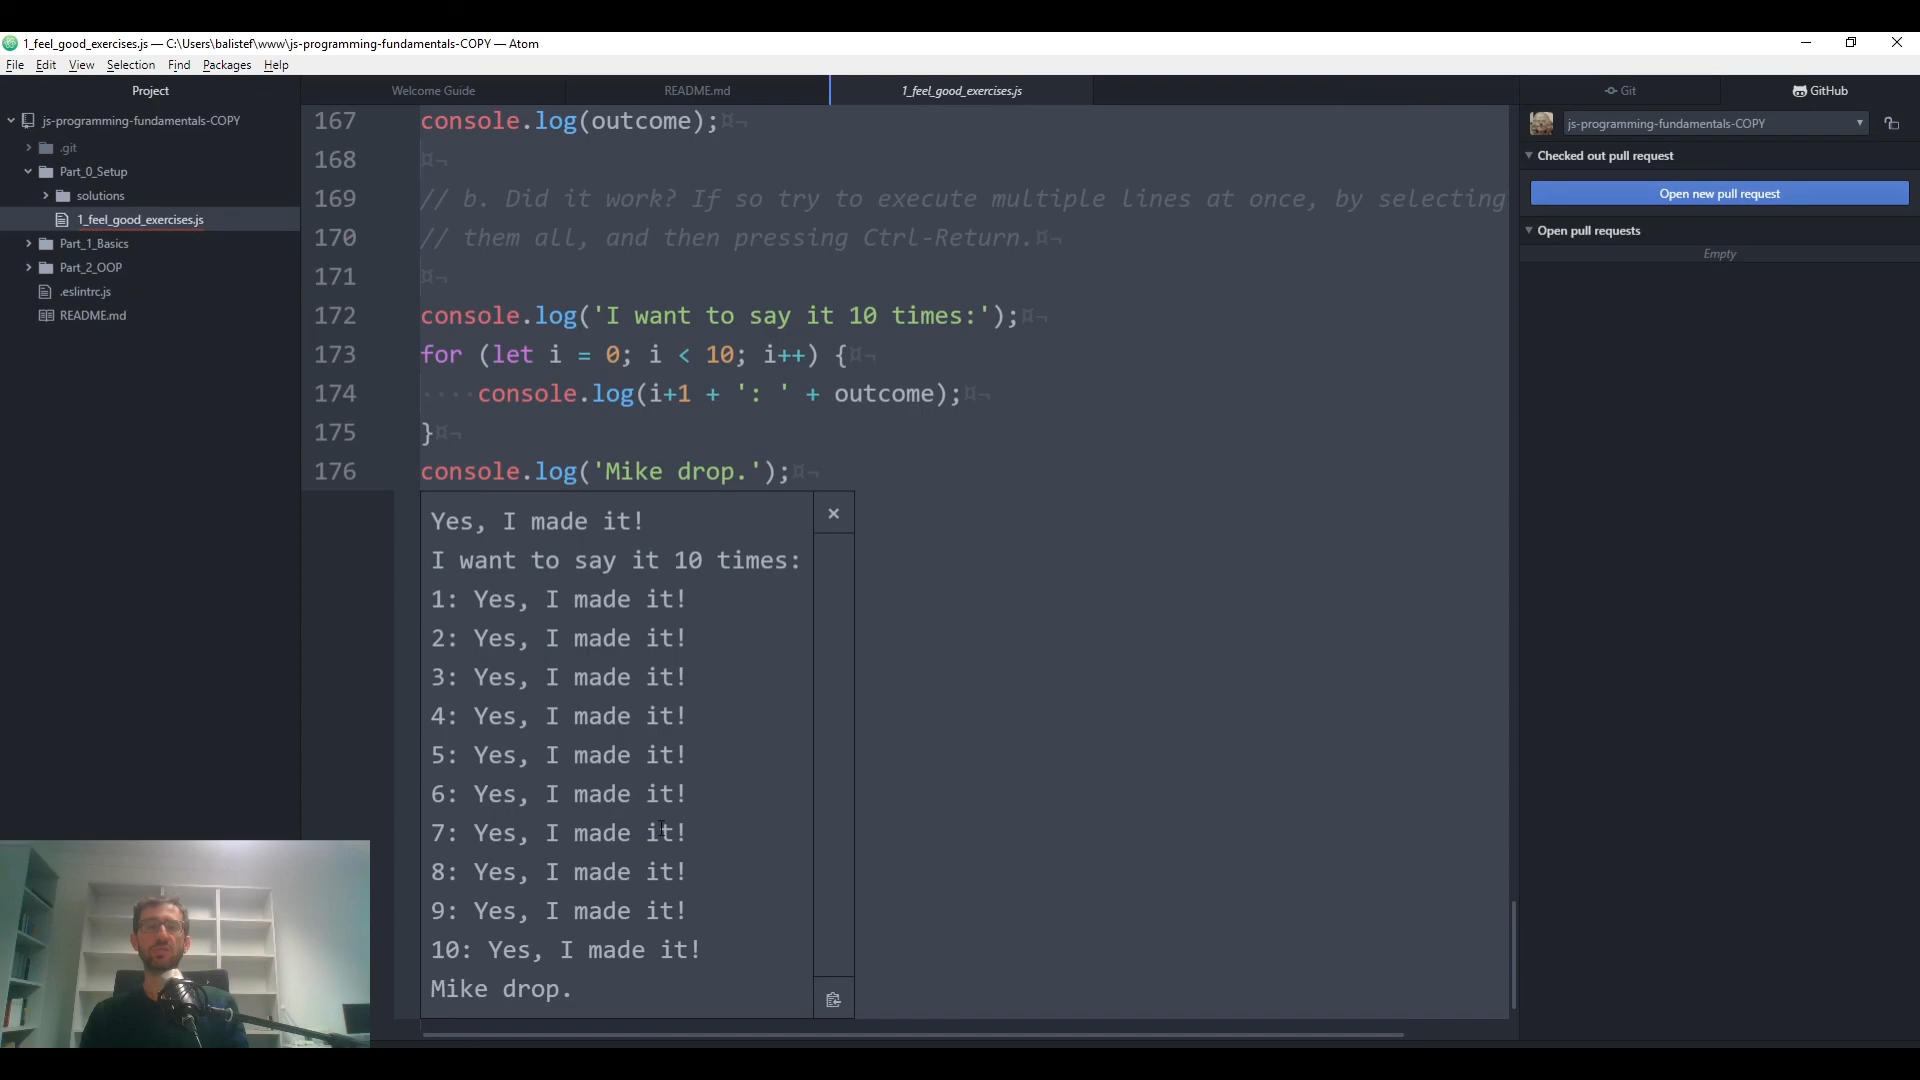 1_feel_good_exercises.js — C:\Users\balistef\www\js-programming-fundamentals-COPY — Atom
File Edit View Selection Find Packages Help
Project
js-programming-fundamentals-COPY
.git
Part_0_Setup
solutions
1_feel_good_exercises.js
Part_1_Basics
Part_2_OOP
.eslintrc.js
README.md
Welcome Guide README.md 1_feel_good_exercises.js
167 console.log(outcome);¤¬
168 ¤¬
169 // b. Did it work? If so try to execute multiple lines at once, by selecting
170 // them all, and then pressing Ctrl-Return.¤¬
171 ¤¬
172 console.log('I want to say it 10 times:');¤¬
173 for (let i = 0; i < 10; i++) {¤¬
174 ····console.log(i+1 + ': ' + outcome);¤¬
175 }¤¬
176 console.log('Mike drop.');¤¬
Yes, I made it!
I want to say it 10 times:
1: Yes, I made it!
2: Yes, I made it!
3: Yes, I made it!
4: Yes, I made it!
5: Yes, I made it!
6: Yes, I made it!
7: Yes, I made it!
8: Yes, I made it!
9: Yes, I made it!
10: Yes, I made it!
Mike drop.
Git GitHub
js-programming-fundamentals-COPY
Checked out pull request
Open new pull request
Open pull requests
Empty